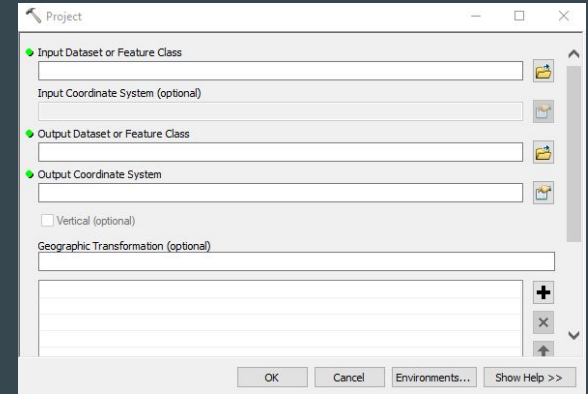 Project
Input Dataset or Feature Class
Input Coordinate System (optional)
Output Dataset or Feature Class
Output Coordinate System
Vertical (optional)
Geographic Transformation (optional)
OK Cancel Environments... Show Help >>